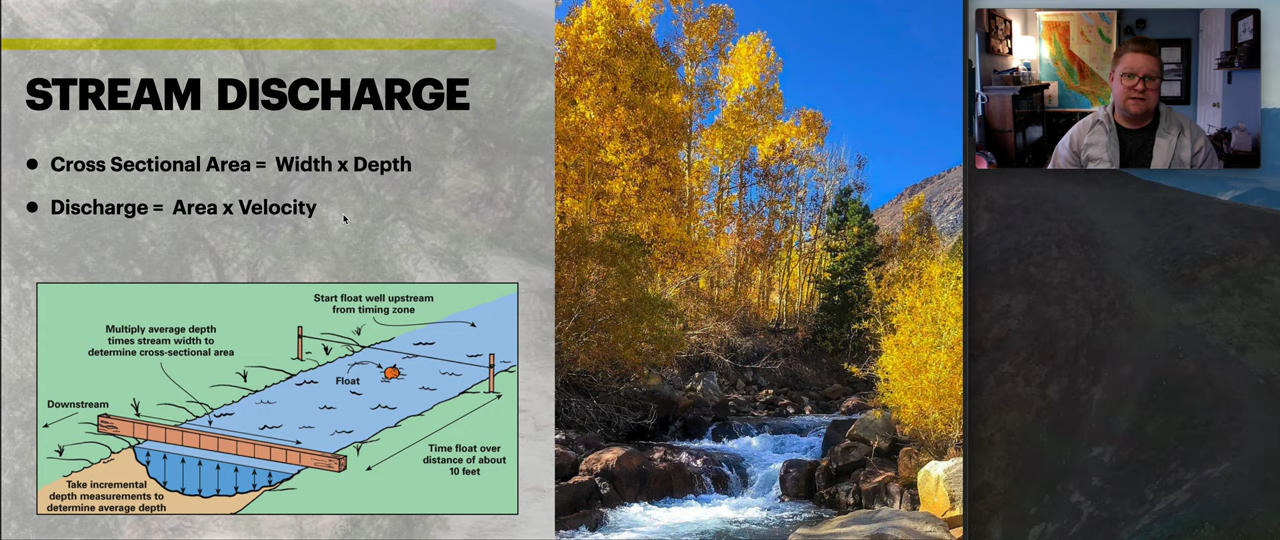 STREAM DISCHARGE
● Cross Sectional Area = Width x Depth
● Discharge = Area x Velocity
Start float well upstream
from timing zone
Multiply average depth
times stream width to
determine cross-sectional area
Float
Downstream
Time float over
distance of about
10 feet
Take incremental
depth measurements to
determine average depth